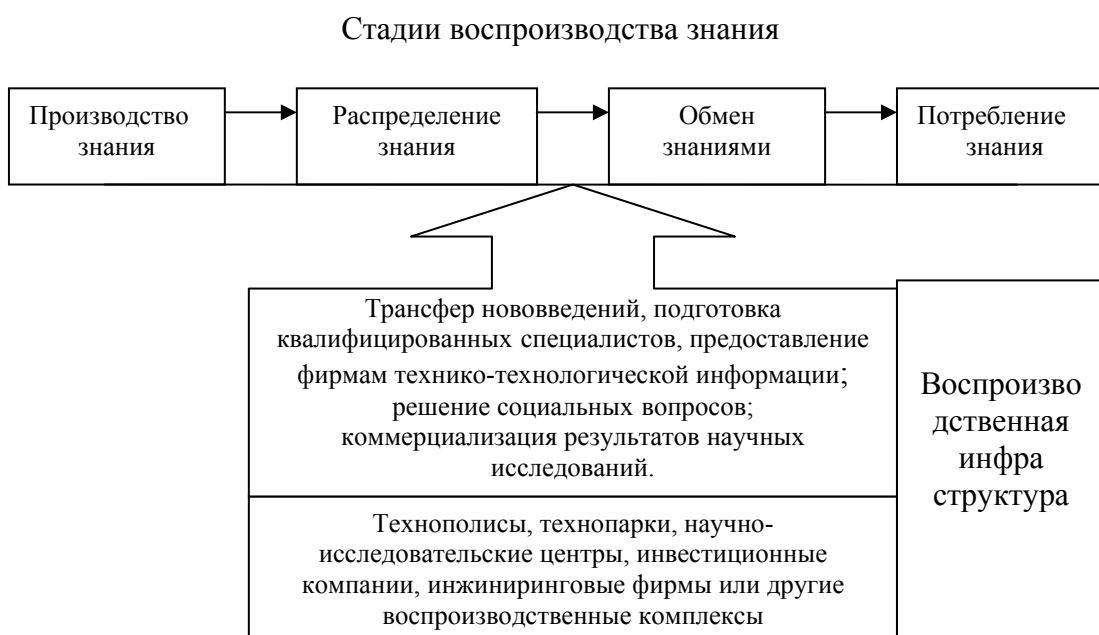 Стадии воспроизводства знания
Производство
знания
Распределение
знания
Обмен
знаниями
Потребление
знания
Трансфер нововведений, подготовка
квалифицированных специалистов, предоставление
фирмам технико-технологической информации;
решение социальных вопросов;
коммерциализация результатов научных
исследований.
Воспроизво
дственная
инфра
структура
Технополисы, технопарки, научно-
исследовательские центры, инвестиционные
компании, инжиниринговые фирмы или другие
воспроизводственные комплексы